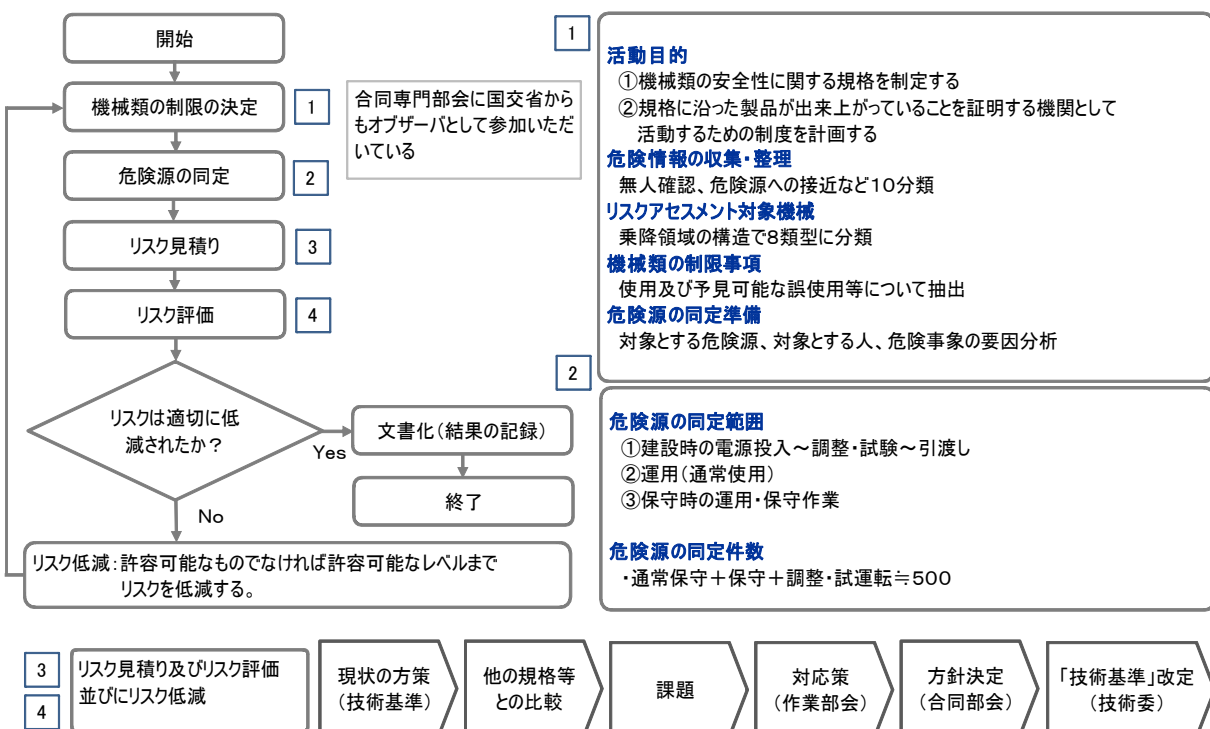 開始
機械類の制限の決定
1
合同専門部会に国交省から
もオブザーバとして参加いただ
いている
危険源の同定
2
リスク見積り
3
リスク評価
4
リスクは適切に低
減されたか？
Yes
文書化（結果の記録）
終了
No
リスク低減：許容可能なものでなければ許容可能なレベルまで
リスクを低減する。
1
活動目的
①機械類の安全性に関する規格を制定する
②規格に沿った製品が出来上がっていることを証明する機関として
活動するための制度を計画する
危険情報の収集・整理
無人確認、危険源への接近など１０分類
リスクアセスメント対象機械
乗降領域の構造で８類型に分類
機械類の制限事項
使用及び予見可能な誤使用等について抽出
危険源の同定準備
対象とする危険源、対象とする人、危険事象の要因分析
2
危険源の同定範囲
①建設時の電源投入～調整・試験～引渡し
②運用（通常使用）
③保守時の運用・保守作業
危険源の同定件数
・通常保守＋保守＋調整・試運転≒５００
3
4
リスク見積り及びリスク評価
並びにリスク低減
現状の方策
（技術基準）
他の規格等
との比較
課題
対応策
（作業部会）
方針決定
（合同部会）
「技術基準」改定
（技術委）